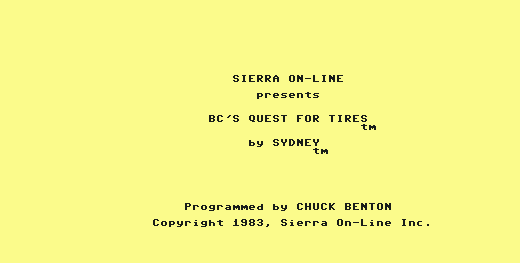 SIERRA ON-LINE
presents
BC'S QUEST FOR TIRES
tm
by SYDNEY
tm
Programmed by CHUCK BENTON
Copyright 1983, Sierra On-Line Inc.